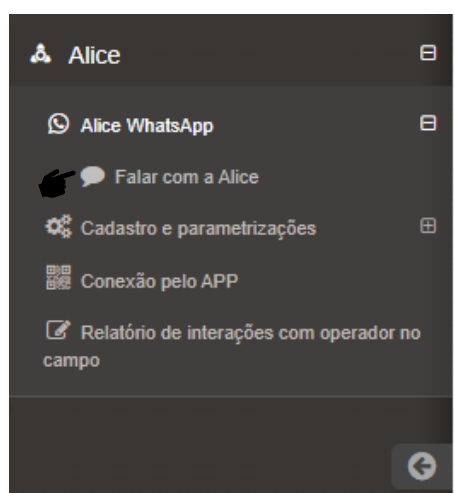 Alice
Alice WhatsApp
Falar com a Alice
Cadastro e parametrizações
Conexão pelo APP
Relatório de interações com operador no
campo